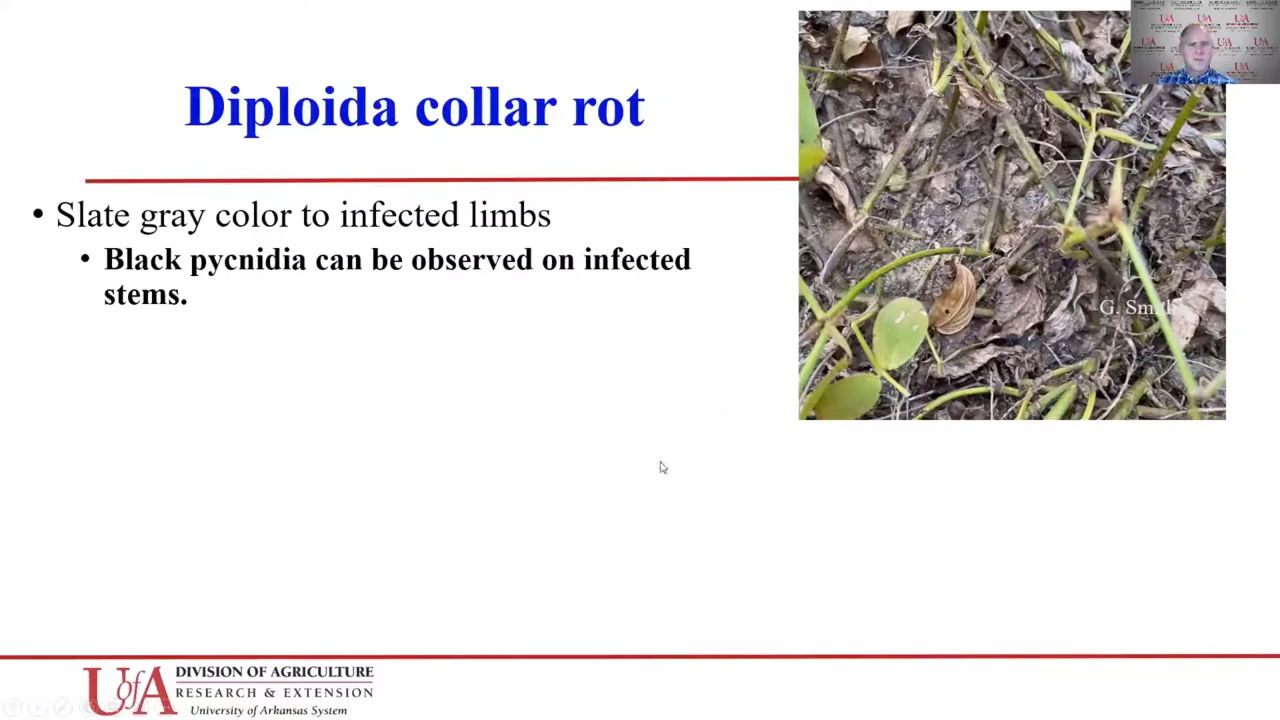 Diploida collar rot
• Slate gray color to infected limbs
• Black pycnidia can be observed on infected
stems.
UofA
DIVISION OF AGRICULTURE
RESEARCH & EXTENSION
University of Arkansas System